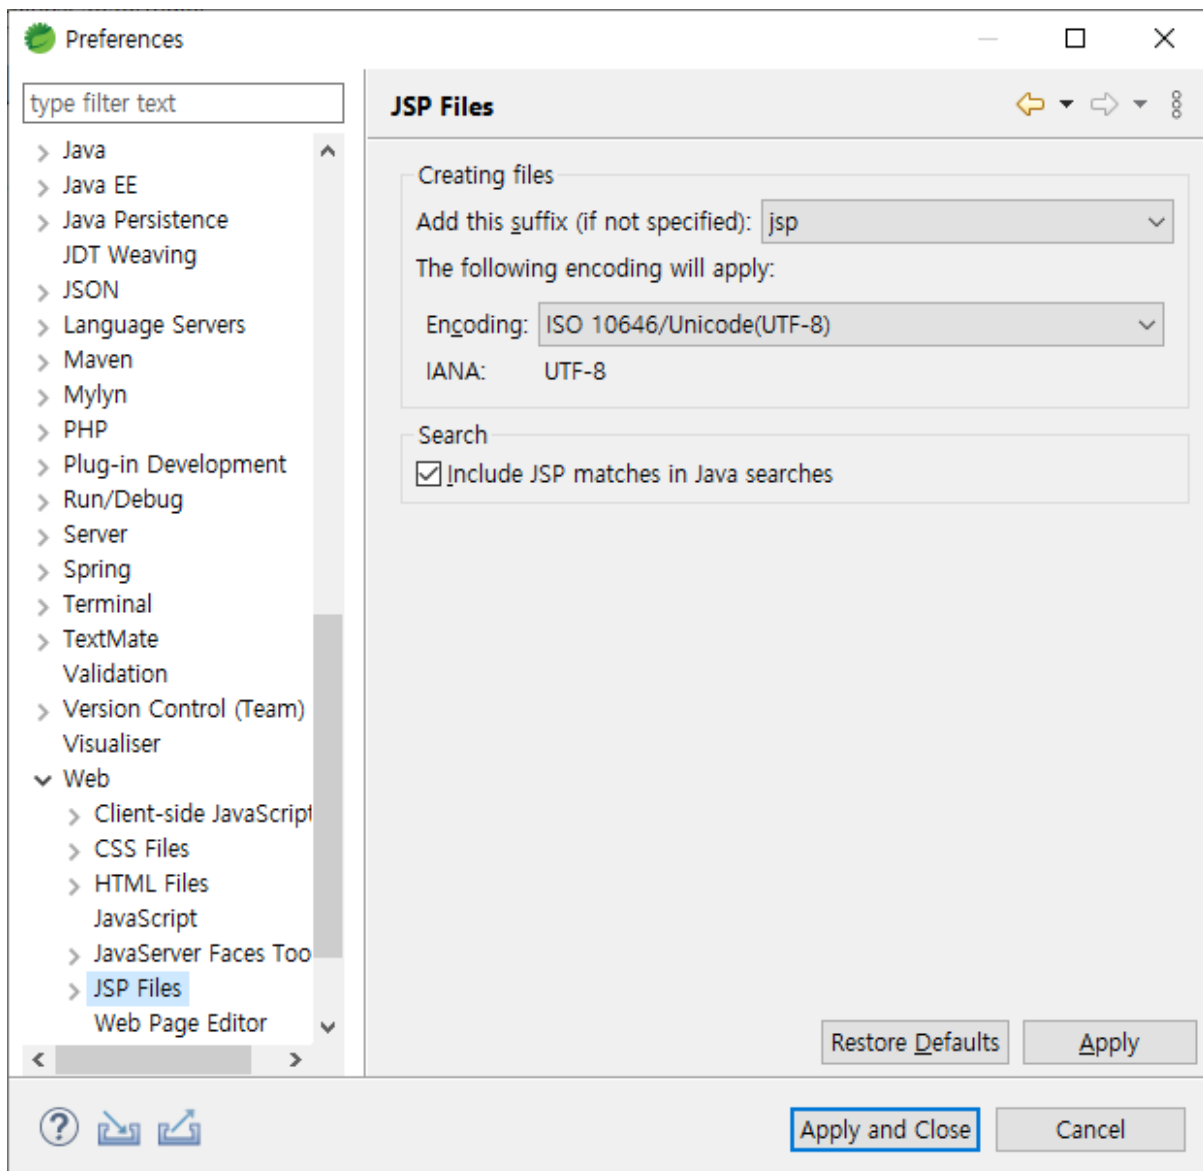 Preferences
type filter text
JSP Files
Java
Java EE
Java Persistence
JDT Weaving
JSON
Language Servers
Maven
Mylyn
PHP
Plug-in Development
Run/Debug
Server
Spring
Terminal
TextMate
Validation
Version Control (Team)
Visualiser
Web
Client-side JavaScript
CSS Files
HTML Files
JavaScript
JavaServer Faces Too
JSP Files
Web Page Editor
Creating files
Add this suffix (if not specified): jsp
The following encoding will apply:
Encoding: ISO 10646/Unicode(UTF-8)
IANA: UTF-8
Search
Include JSP matches in Java searches
Restore Defaults Apply
? Apply and Close Cancel